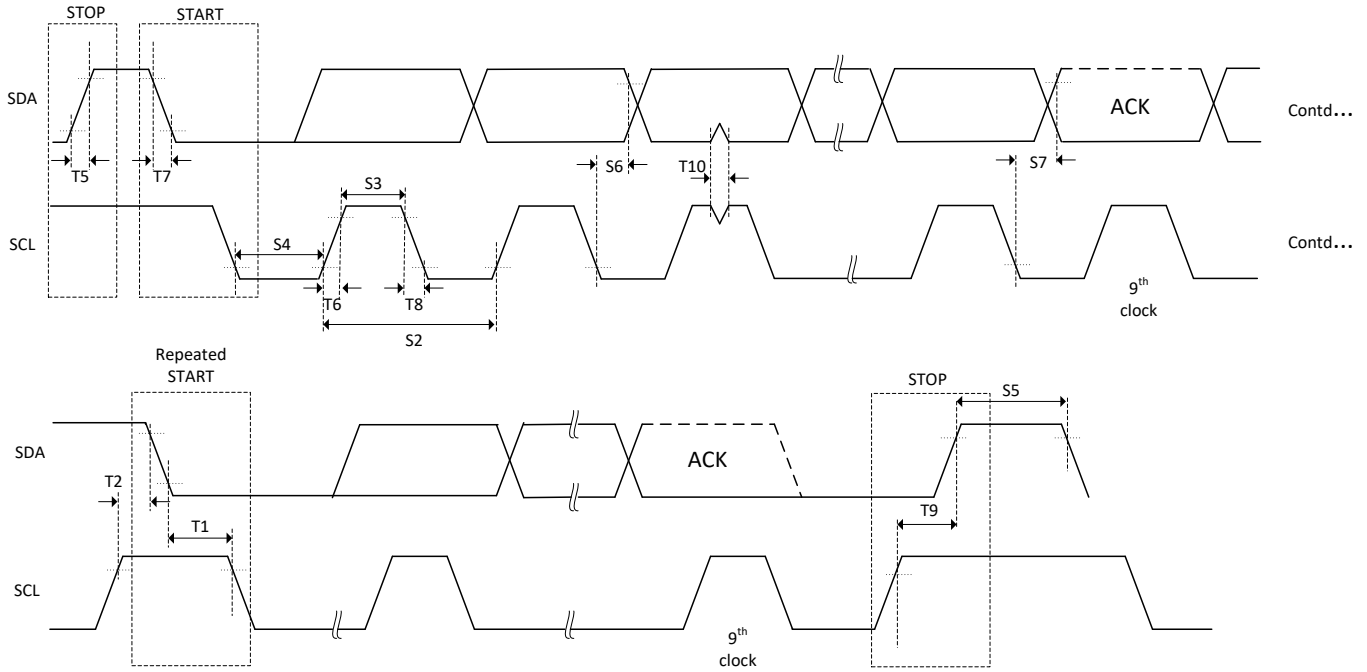 STOP
START
SDA
ACK
Contd...
T5
T7
S6
T10
S7
S3
SCL
S4
Contd...
T6
T8
9th
clock
S2
Repeated
START
STOP
S5
SDA
ACK
T2
T9
T1
SCL
9th
clock